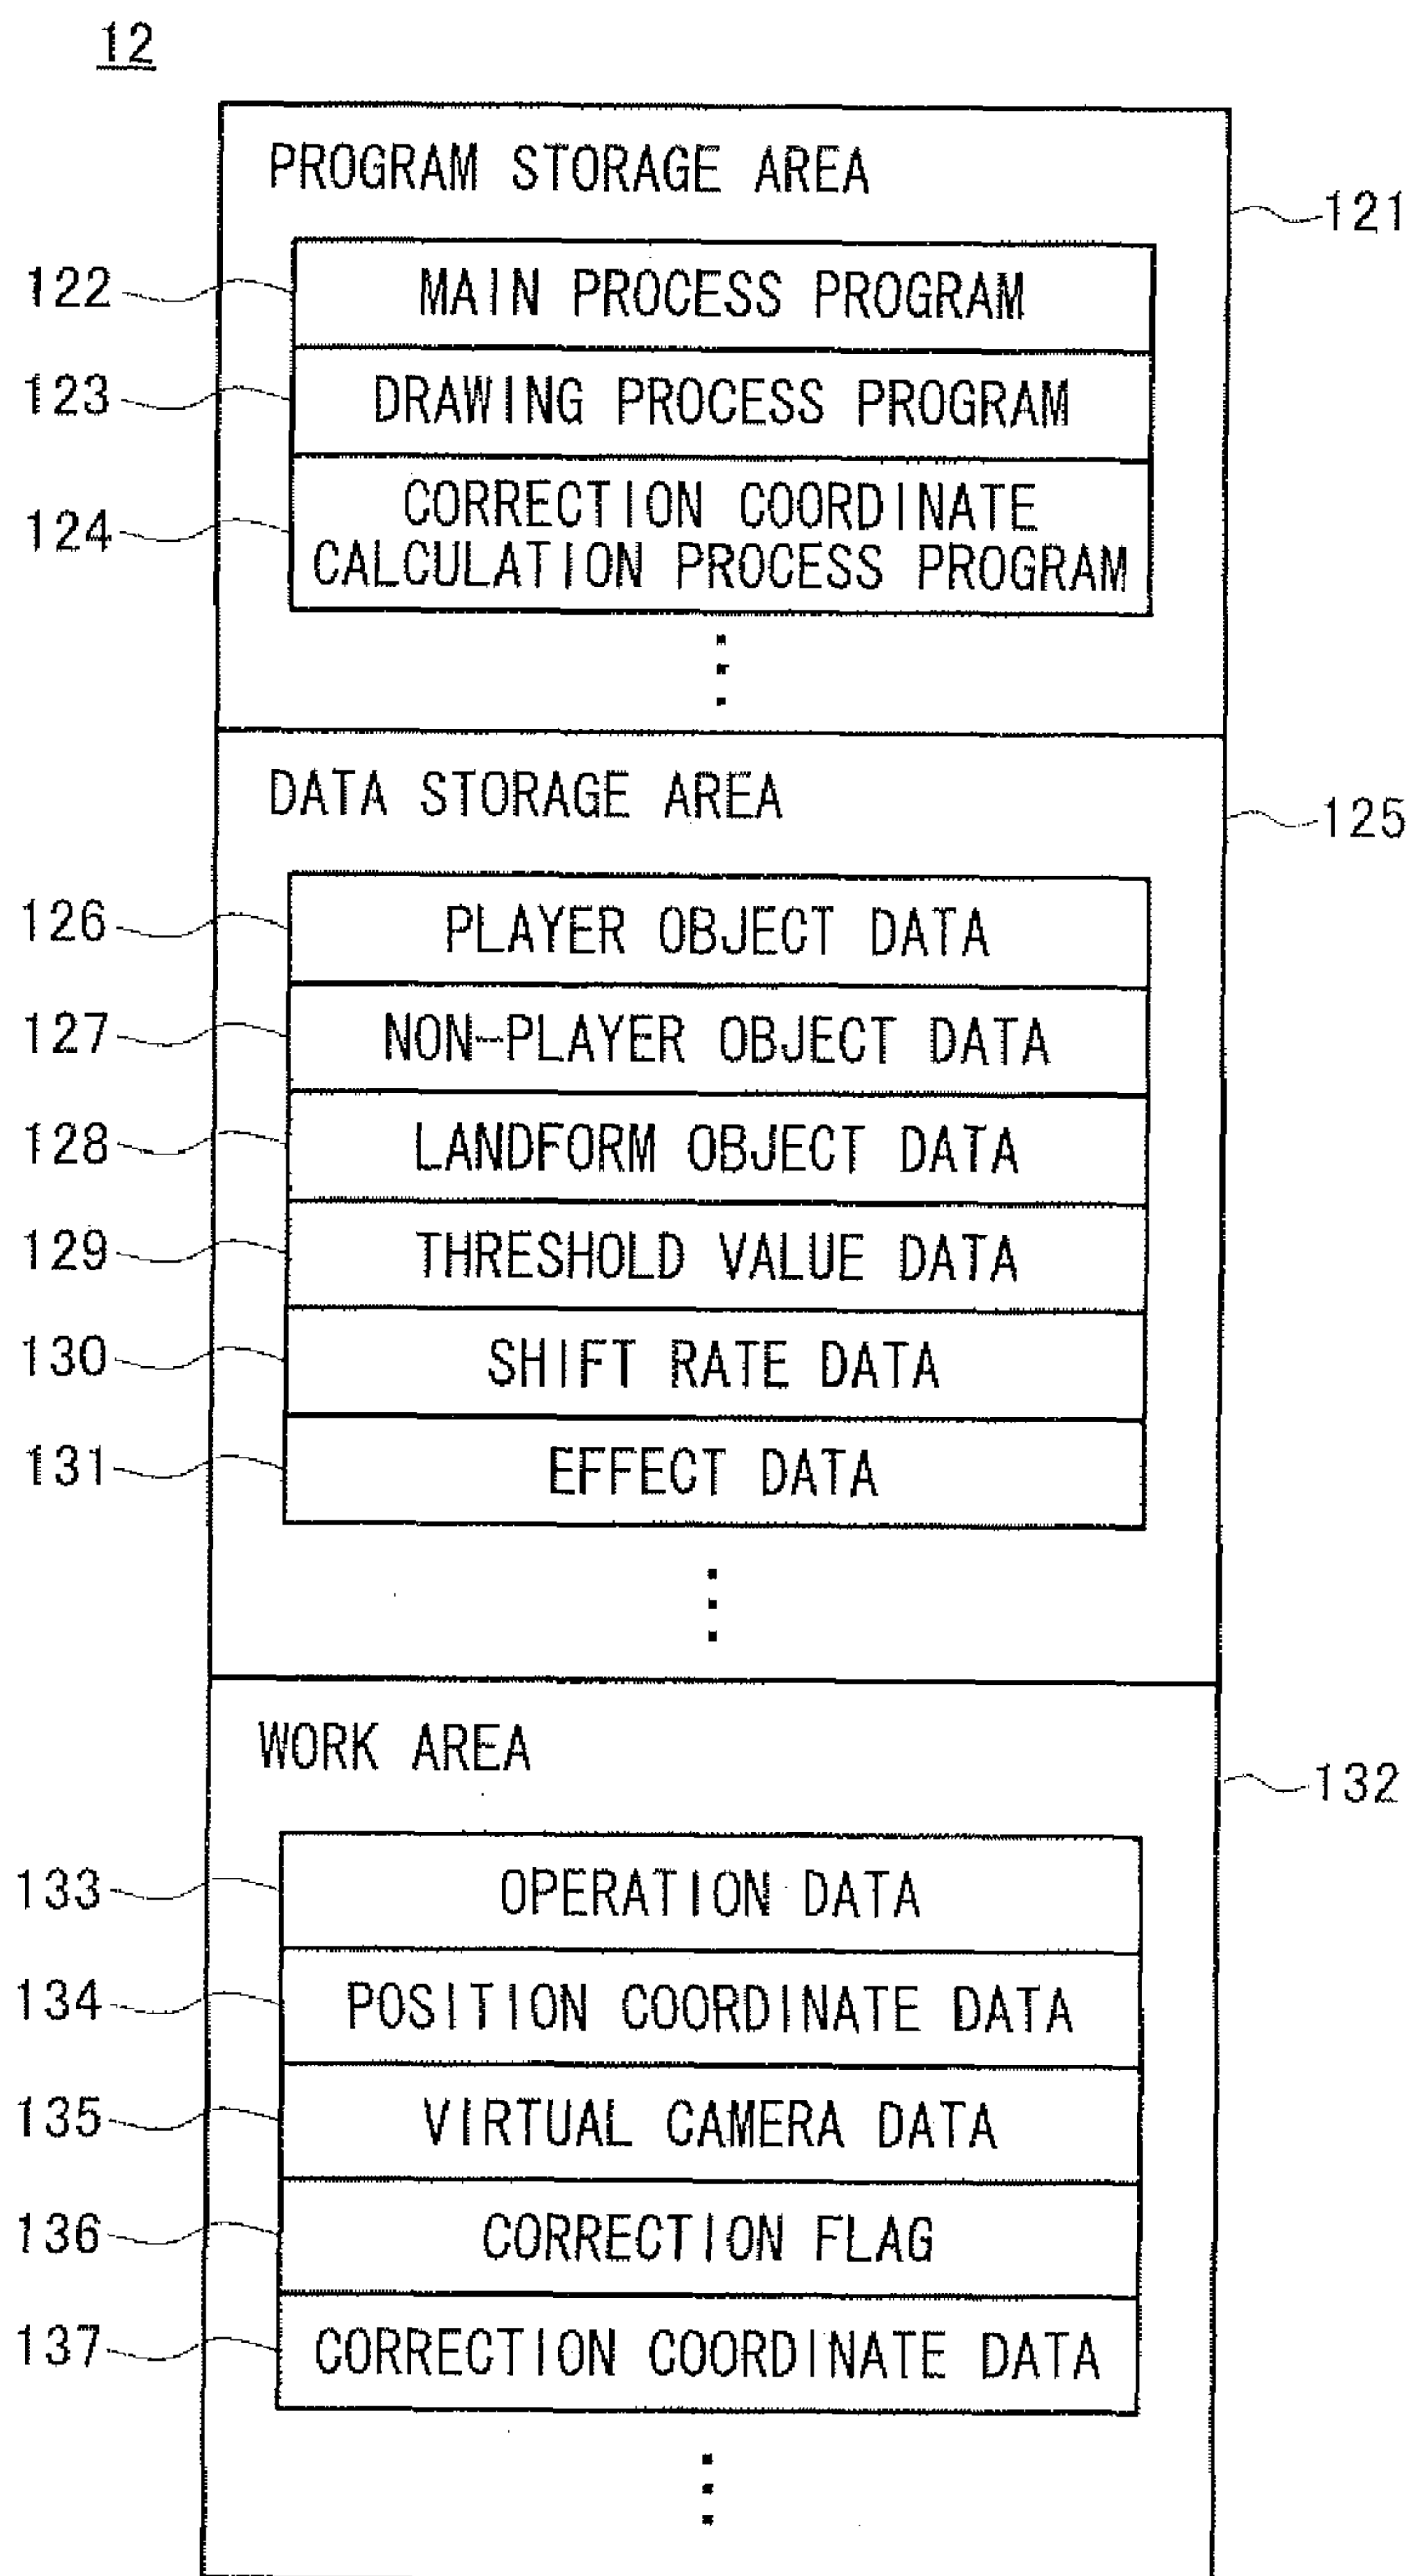 12
PROGRAM STORAGE AREA
121
122
MAIN PROCESS PROGRAM
123
DRAWING PROCESS PROGRAM
124
CORRECTION COORDINATE
CALCULATION PROCESS PROGRAM
DATA STORAGE AREA
125
126
PLAYER OBJECT DATA
127
NON-PLAYER OBJECT DATA
128
LANDFORM OBJECT DATA
129
THRESHOLD VALUE DATA
130
SHIFT RATE DATA
131
EFFECT DATA
WORK AREA
132
133
OPERATION DATA
134
POSITION COORDINATE DATA
135
VIRTUAL CAMERA DATA
136
CORRECTION FLAG
137
CORRECTION COORDINATE DATA